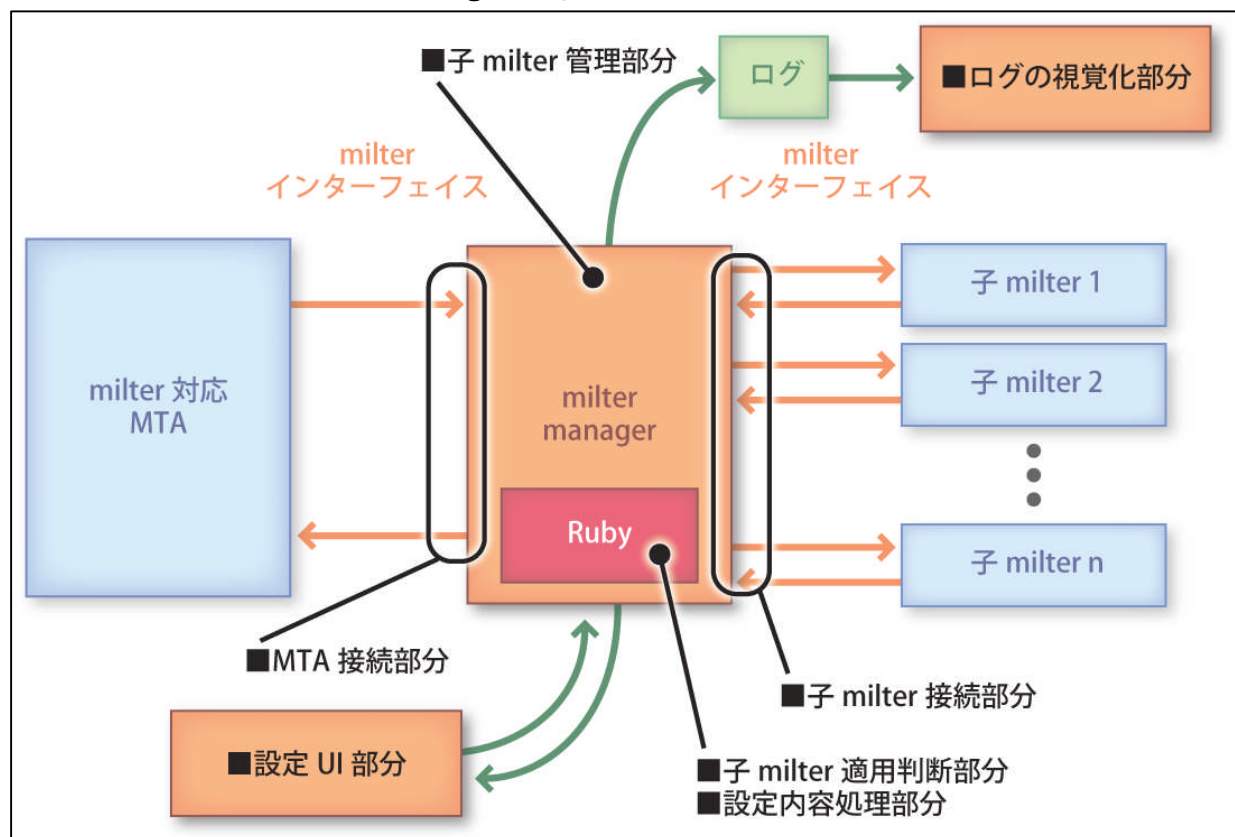 ■子 milter 管理部分
ログ
■ログの視覚化部分
milter
インターフェイス
milter
インターフェイス
milter 対応
MTA
milter
manager
Ruby
子 milter 1
子 milter 2
子 milter n
■MTA 接続部分
■子 milter 接続部分
■設定 UI 部分
■子 milter 適用判断部分
■設定内容処理部分